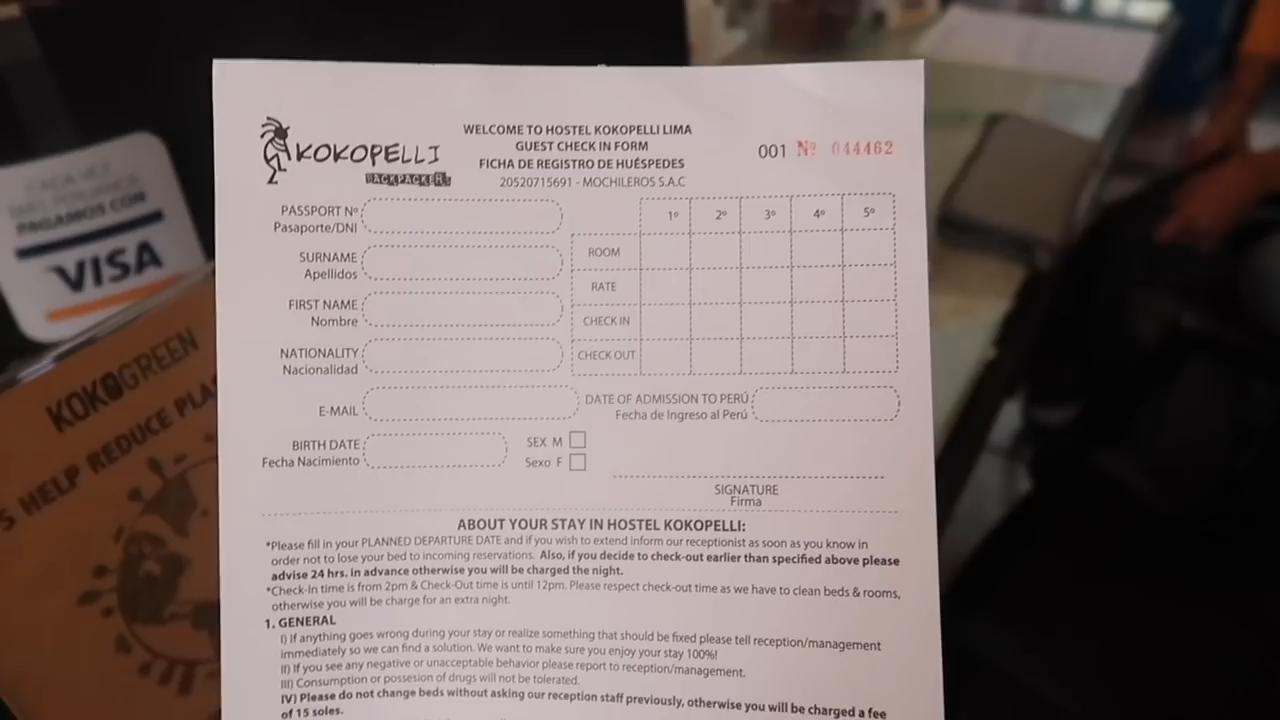 KOKOPELLI
BACKPACKERS
WELCOME TO HOSTEL KOKOPELLI LIMA
GUEST CHECK IN FORM
FICHA DE REGISTRO DE HUÉSPEDES
20520715691 - MOCHILEROS S.A.C
001 Nº 044462
PASSPORT Nº
Pasaporte/DNI
SURNAME
Apellidos
FIRST NAME
Nombre
NATIONALITY
Nacionalidad
E-MAIL
BIRTH DATE
Fecha Nacimiento
SEX M
Sexo F
1º 2º 3º 4º 5º
ROOM
RATE
CHECK IN
CHECK OUT
DATE OF ADMISSION TO PERÚ
Fecha de Ingreso al Perú
SIGNATURE
Firma
ABOUT YOUR STAY IN HOSTEL KOKOPELLI:
*Please fill in your PLANNED DEPARTURE DATE and if you wish to extend inform our receptionist as soon as you know in
order not to lose your bed to incoming reservations. Also, if you decide to check-out earlier than specified above please
advise 24 hrs. in advance otherwise you will be charged the night.
*Check-In time is from 2pm & Check-Out time is until 12pm. Please respect check-out time as we have to clean beds & rooms,
otherwise you will be charge for an extra night.
1. GENERAL
I) If anything goes wrong during your stay or realize something that should be fixed please tell reception/management
immediately so we can find a solution. We want to make sure you enjoy your stay 100%!
II) If you see any negative or unacceptable behavior please report to reception/management.
III) Consumption or possesion of drugs will not be tolerated.
IV) Please do not change beds without asking our reception staff previously, otherwise you will be charged a fee
of 15 soles.
CADA VEZ
MÁS PERUANOS
PAGAMOS CON
VISA
KOKOGREEN
S HELP REDUCE PLA